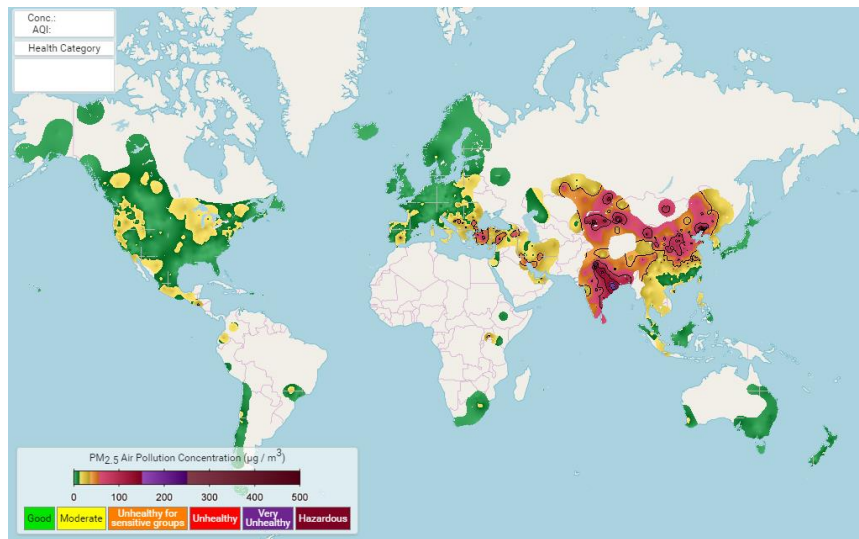 Conc.:
AQI:
Health Category
PM2.5 Air Pollution Concentration (µg / m3)
0 100 200 300 400 500
Good
Moderate
Unhealthy for
sensitive groups
Unhealthy
Very
Unhealthy
Hazardous